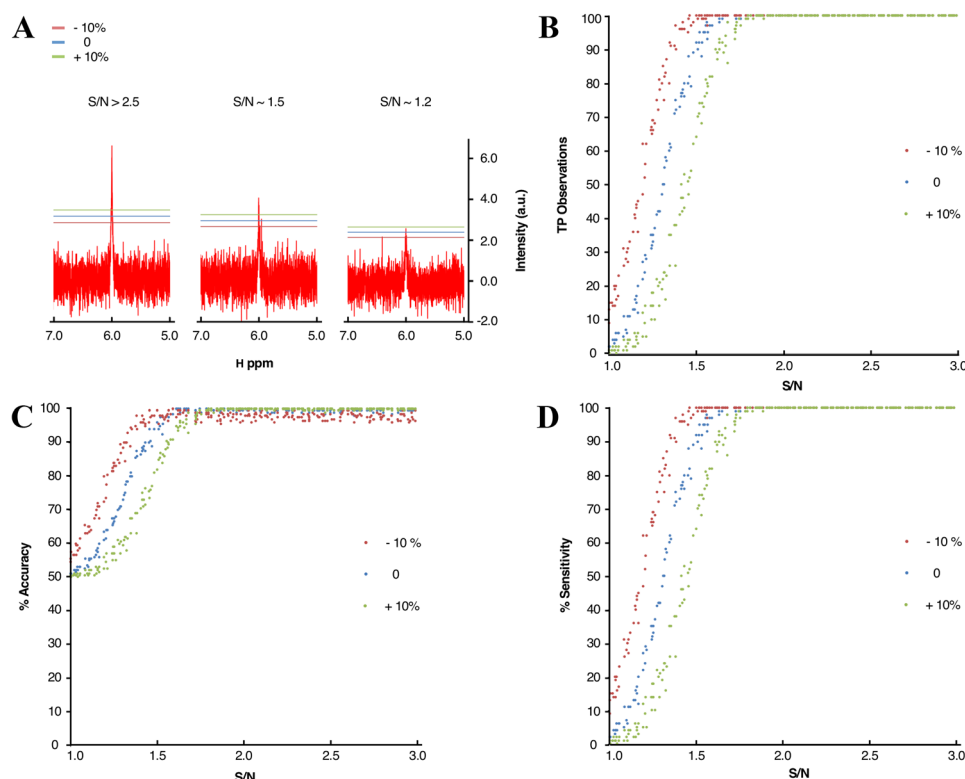 A
- 10%
0
+ 10%
S/N > 2.5
S/N ~ 1.5
S/N ~ 1.2
6.0
4.0
2.0
0.0
-2.0
Intensity (a.u.)
7.0 6.0 5.0 7.0 6.0 5.0 7.0 6.0 5.0
H ppm
B
100
90
80
70
60
50
40
30
20
10
0
TP Observations
- 10 %
0
+ 10%
1.0 1.5 2.0 2.5 3.0
S/N
C
100
90
80
70
60
50
40
30
20
10
0
% Accuracy
- 10 %
0
+ 10%
1.0 1.5 2.0 2.5 3.0
S/N
D
100
90
80
70
60
50
40
30
20
10
0
% Sensitivity
- 10 %
0
+ 10%
1.0 1.5 2.0 2.5 3.0
S/N